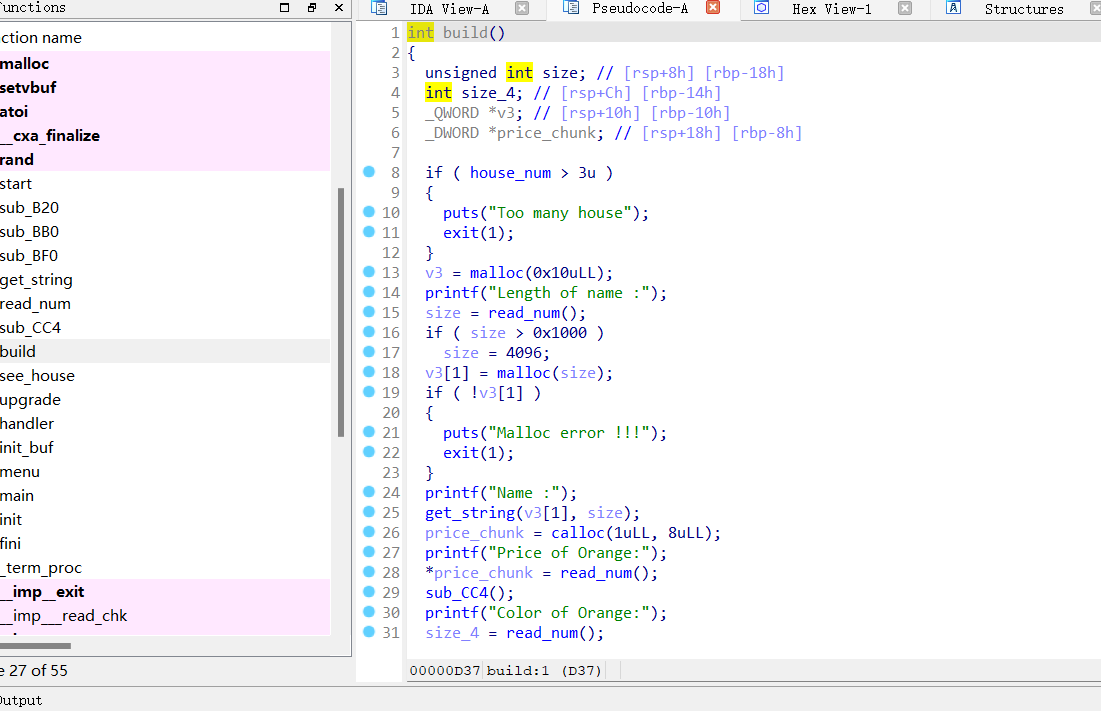 Functions
ction name
malloc
setvbuf
atoi
__cxa_finalize
rand
start
sub_B20
sub_BB0
sub_BF0
get_string
read_num
sub_CC4
build
see_house
upgrade
handler
init_buf
menu
main
init
fini
_term_proc
__imp__exit
__imp___read_chk
e 27 of 55
Output
IDA View-A
Pseudocode-A
Hex View-1
Structures
1 int build()
2 {
3 unsigned int size; // [rsp+8h] [rbp-18h]
4 int size_4; // [rsp+Ch] [rbp-14h]
5 _QWORD *v3; // [rsp+10h] [rbp-10h]
6 _DWORD *price_chunk; // [rsp+18h] [rbp-8h]
7
8 if ( house_num > 3u )
9 {
10 puts("Too many house");
11 exit(1);
12 }
13 v3 = malloc(0x10uLL);
14 printf("Length of name :");
15 size = read_num();
16 if ( size > 0x1000 )
17 size = 4096;
18 v3[1] = malloc(size);
19 if ( !v3[1] )
20 {
21 puts("Malloc error !!!");
22 exit(1);
23 }
24 printf("Name :");
25 get_string(v3[1], size);
26 price_chunk = calloc(1uLL, 8uLL);
27 printf("Price of Orange:");
28 *price_chunk = read_num();
29 sub_CC4();
30 printf("Color of Orange:");
31 size_4 = read_num();
00000D37 build:1 (D37)